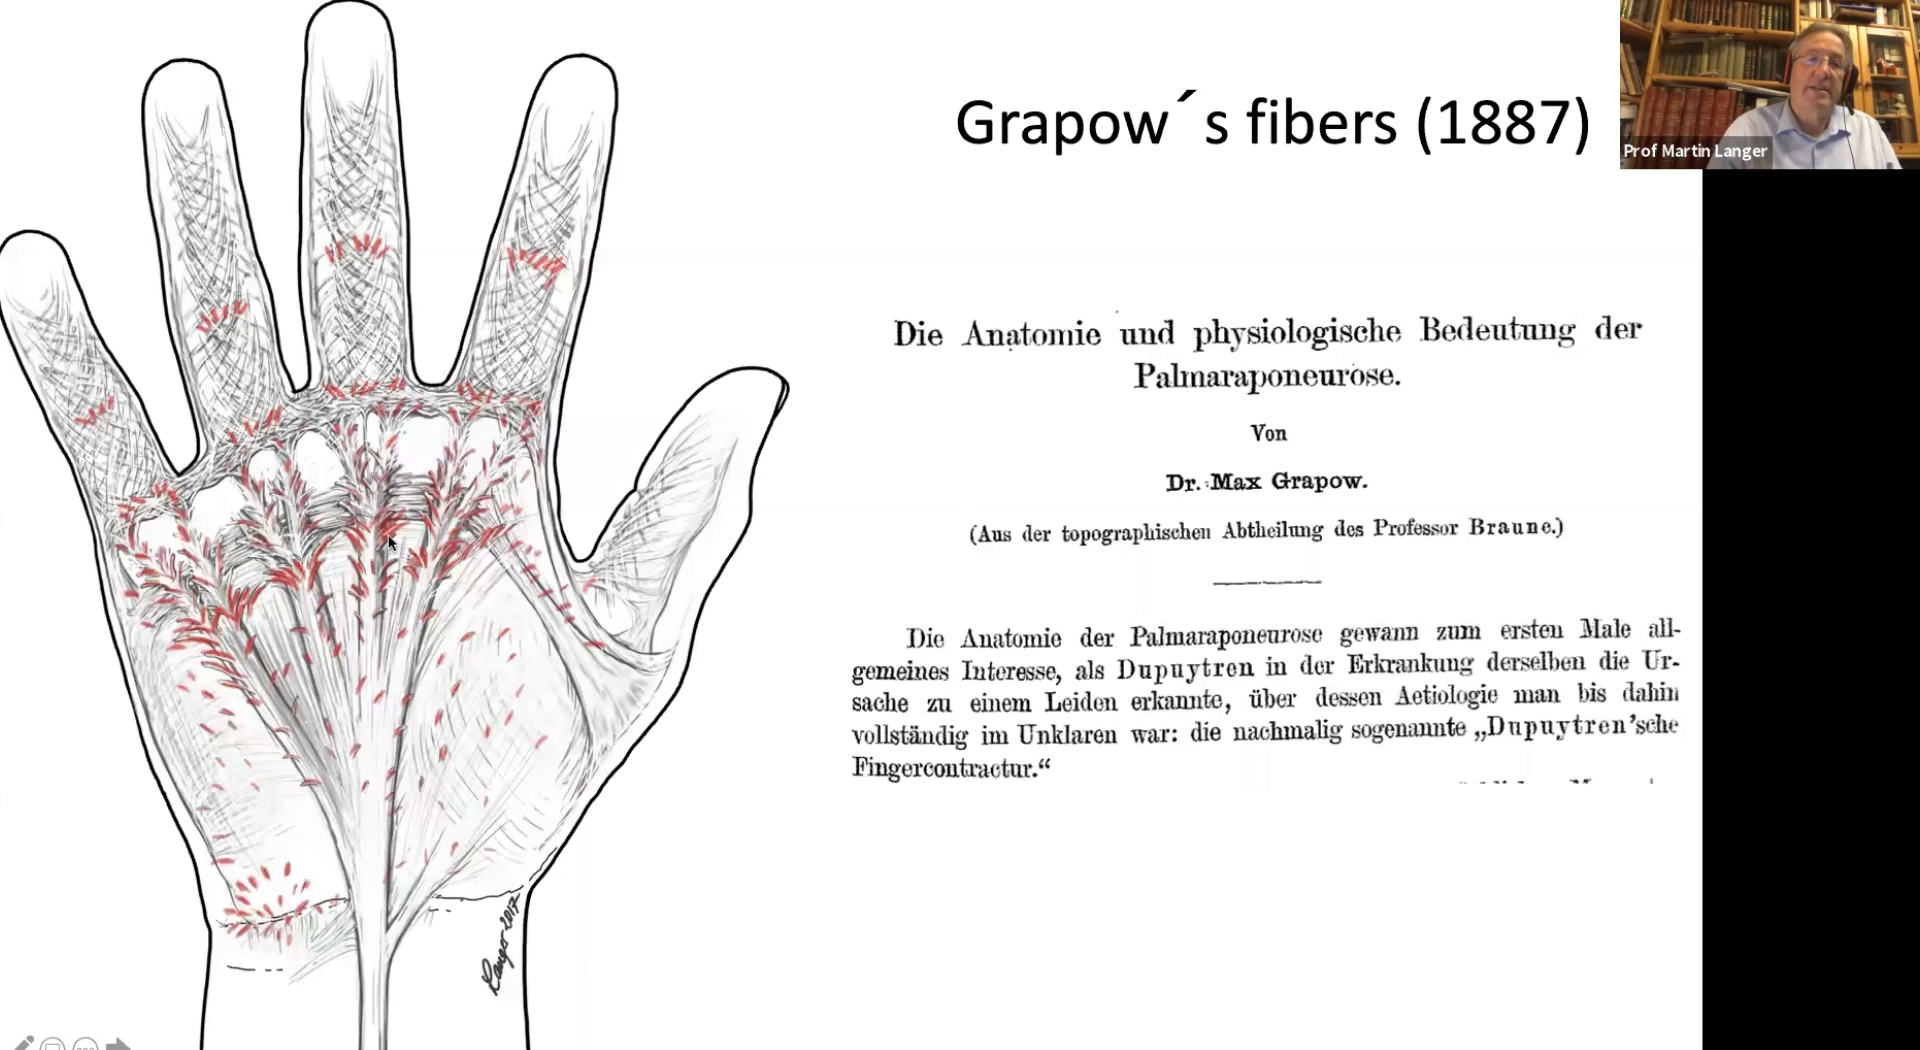 Grapow´s fibers (1887)
Prof Martin Langer
Die Anatomie und physiologische Bedeutung der
Palmaraponeurose.
Von
Dr. Max Grapow.
(Aus der topographischen Abtheilung des Professor Braune.)
Die Anatomie der Palmaraponeurose gewann zum ersten Male all-
gemeines Interesse, als Dupuytren in der Erkrankung derselben die Ur-
sache zu einem Leiden erkannte, über dessen Aetiologie man bis dahin
vollständig im Unklaren war: die nachmalig sogenannte „Dupuytren'sche
Fingercontractur.“
Langer 2017